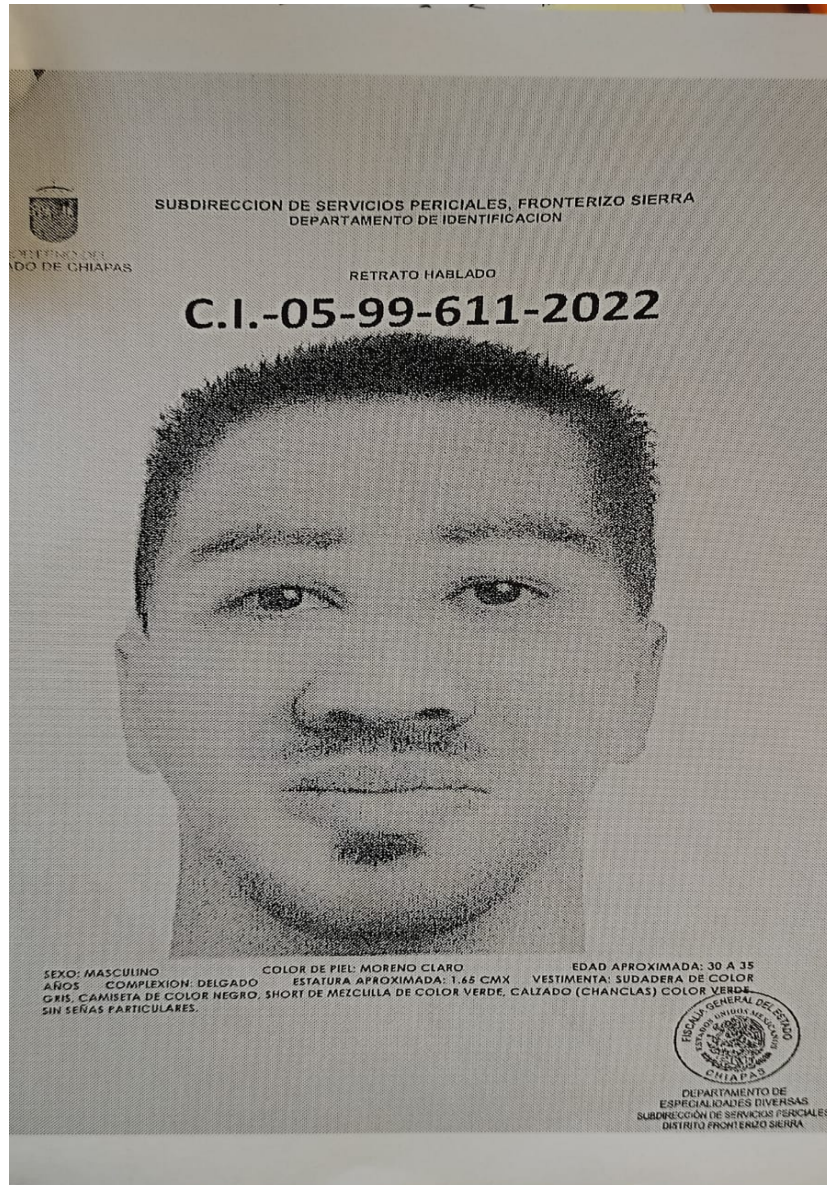 SUBDIRECCION DE SERVICIOS PERICIALES, FRONTERIZO SIERRA
DEPARTAMENTO DE IDENTIFICACION
DO DE CHIAPAS
RETRATO HABLADO
C.I.-05-99-611-2022
SEXO: MASCULINO COLOR DE PIEL: MORENO CLARO EDAD APROXIMADA: 30 A 35
AÑOS COMPLEXION: DELGADO ESTATURA APROXIMADA: 1.65 CMX VESTIMENTA: SUDADERA DE COLOR
GRIS, CAMISETA DE COLOR NEGRO, SHORT DE MEZCLILLA DE COLOR VERDE, CALZADO (CHANCLAS) COLOR VERDE.
SIN SEÑAS PARTICULARES.
FISCALIA GENERAL DEL ESTADO
ESTADOS UNIDOS MEXICANOS
CHIAPAS
DEPARTAMENTO DE
ESPECIALIDADES DIVERSAS
SUBDIRECCIÓN DE SERVICIOS PERICIALES
DISTRITO FRONTERIZO SIERRA